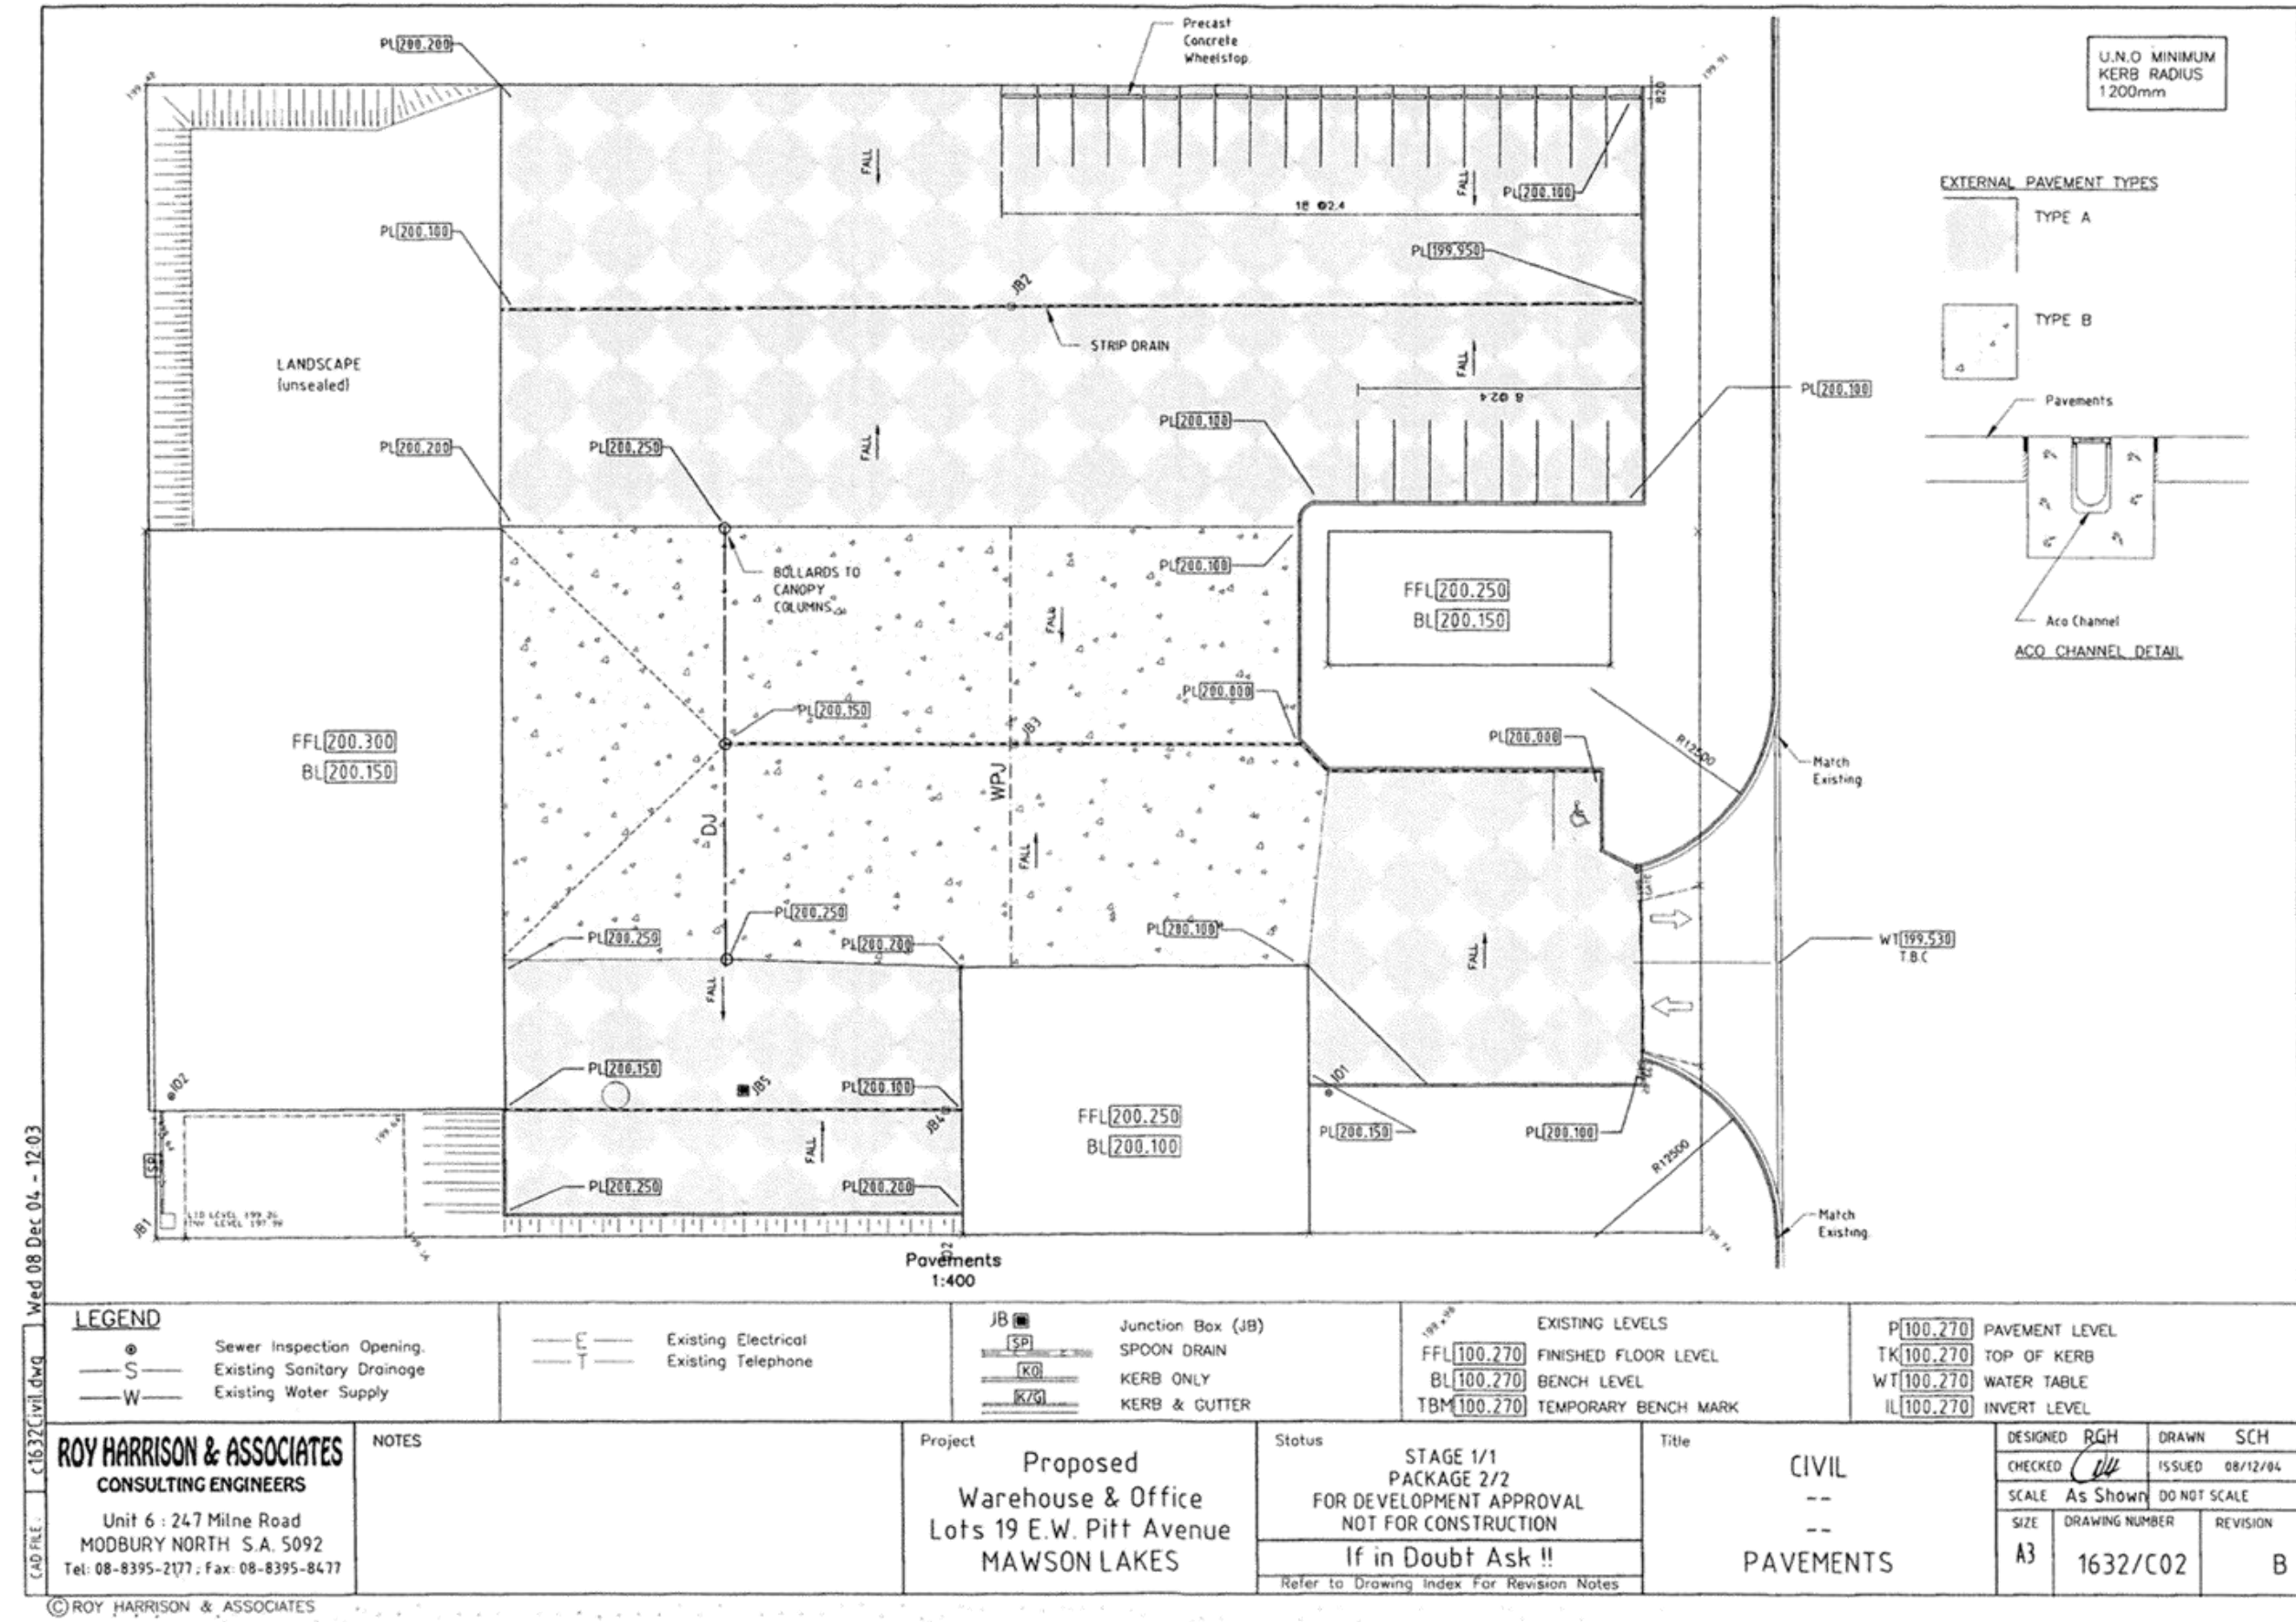 PL 200.200
Precast
Concrete
Wheelstop.
820
U.N.O MINIMUM
KERB RADIUS
1200mm
FALL
FALL
PL 200.100
18 @2.4
PL 200.100
PL 199.950
JB2
STRIP DRAIN
EXTERNAL PAVEMENT TYPES
TYPE A
TYPE B
Pavements
Aco Channel
ACO CHANNEL DETAIL
LANDSCAPE
(unsealed)
FALL
8 @2.4
PL 200.100
PL 200.200
PL 200.250
FALL
PL 200.100
BOLLARDS TO
CANOPY
COLUMNS.
PL 200.100
FALL
FFL 200.250
BL 200.150
PL 200.000
PL 200.150
JB3
PL 200.000
R12500
Match
Existing
FFL 200.300
BL 200.150
WPJ
DJ
FALL
PL 200.250
PL 200.250
PL 200.200
PL 200.100
FALL
FALL
WT 199.530
T.B.C
PL 200.150
JB5
PL 200.100
JB4
IO2
IO1
FFL 200.250
BL 200.100
PL 200.150
PL 200.100
R12500
SP
FALL
PL 200.250
PL 200.200
JB1
199.74
Match
Existing.
Pavements
1:400
LEGEND
Sewer Inspection Opening.
S Existing Sanitary Drainage
W Existing Water Supply
E Existing Electrical
T Existing Telephone
JB Junction Box (JB)
SP SPOON DRAIN
KO KERB ONLY
K/G KERB & GUTTER
EXISTING LEVELS
FFL 100.270 FINISHED FLOOR LEVEL
BL 100.270 BENCH LEVEL
TBM 100.270 TEMPORARY BENCH MARK
P 100.270 PAVEMENT LEVEL
TK 100.270 TOP OF KERB
WT 100.270 WATER TABLE
IL 100.270 INVERT LEVEL
CAD FILE: c1632Civil.dwg Wed 08 Dec 04 - 12:03
ROY HARRISON & ASSOCIATES
CONSULTING ENGINEERS
Unit 6 : 247 Milne Road
MODBURY NORTH S.A. 5092
Tel: 08-8395-2177; Fax: 08-8395-8477
NOTES
Project
Proposed
Warehouse & Office
Lots 19 E.W. Pitt Avenue
MAWSON LAKES
Status
STAGE 1/1
PACKAGE 2/2
FOR DEVELOPMENT APPROVAL
NOT FOR CONSTRUCTION
If in Doubt Ask !!
Refer to Drawing Index For Revision Notes
Title
CIVIL
--
--
PAVEMENTS
DESIGNED RGH DRAWN SCH
CHECKED ISSUED 08/12/04
SCALE As Shown DO NOT SCALE
SIZE DRAWING NUMBER REVISION
A3 1632/C02 B
© ROY HARRISON & ASSOCIATES